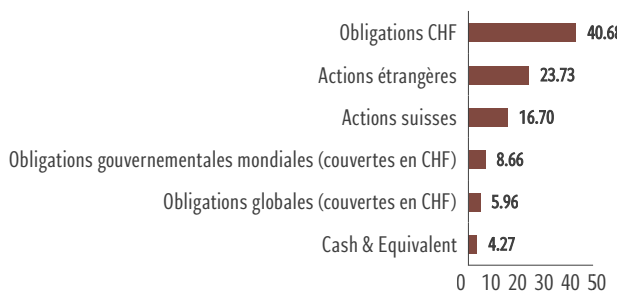 Obligations CHF 40.68
Actions étrangères 23.73
Actions suisses 16.70
Obligations gouvernementales mondiales (couvertes en CHF) 8.66
Obligations globales (couvertes en CHF) 5.96
Cash & Equivalent 4.27
0 10 20 30 40 50